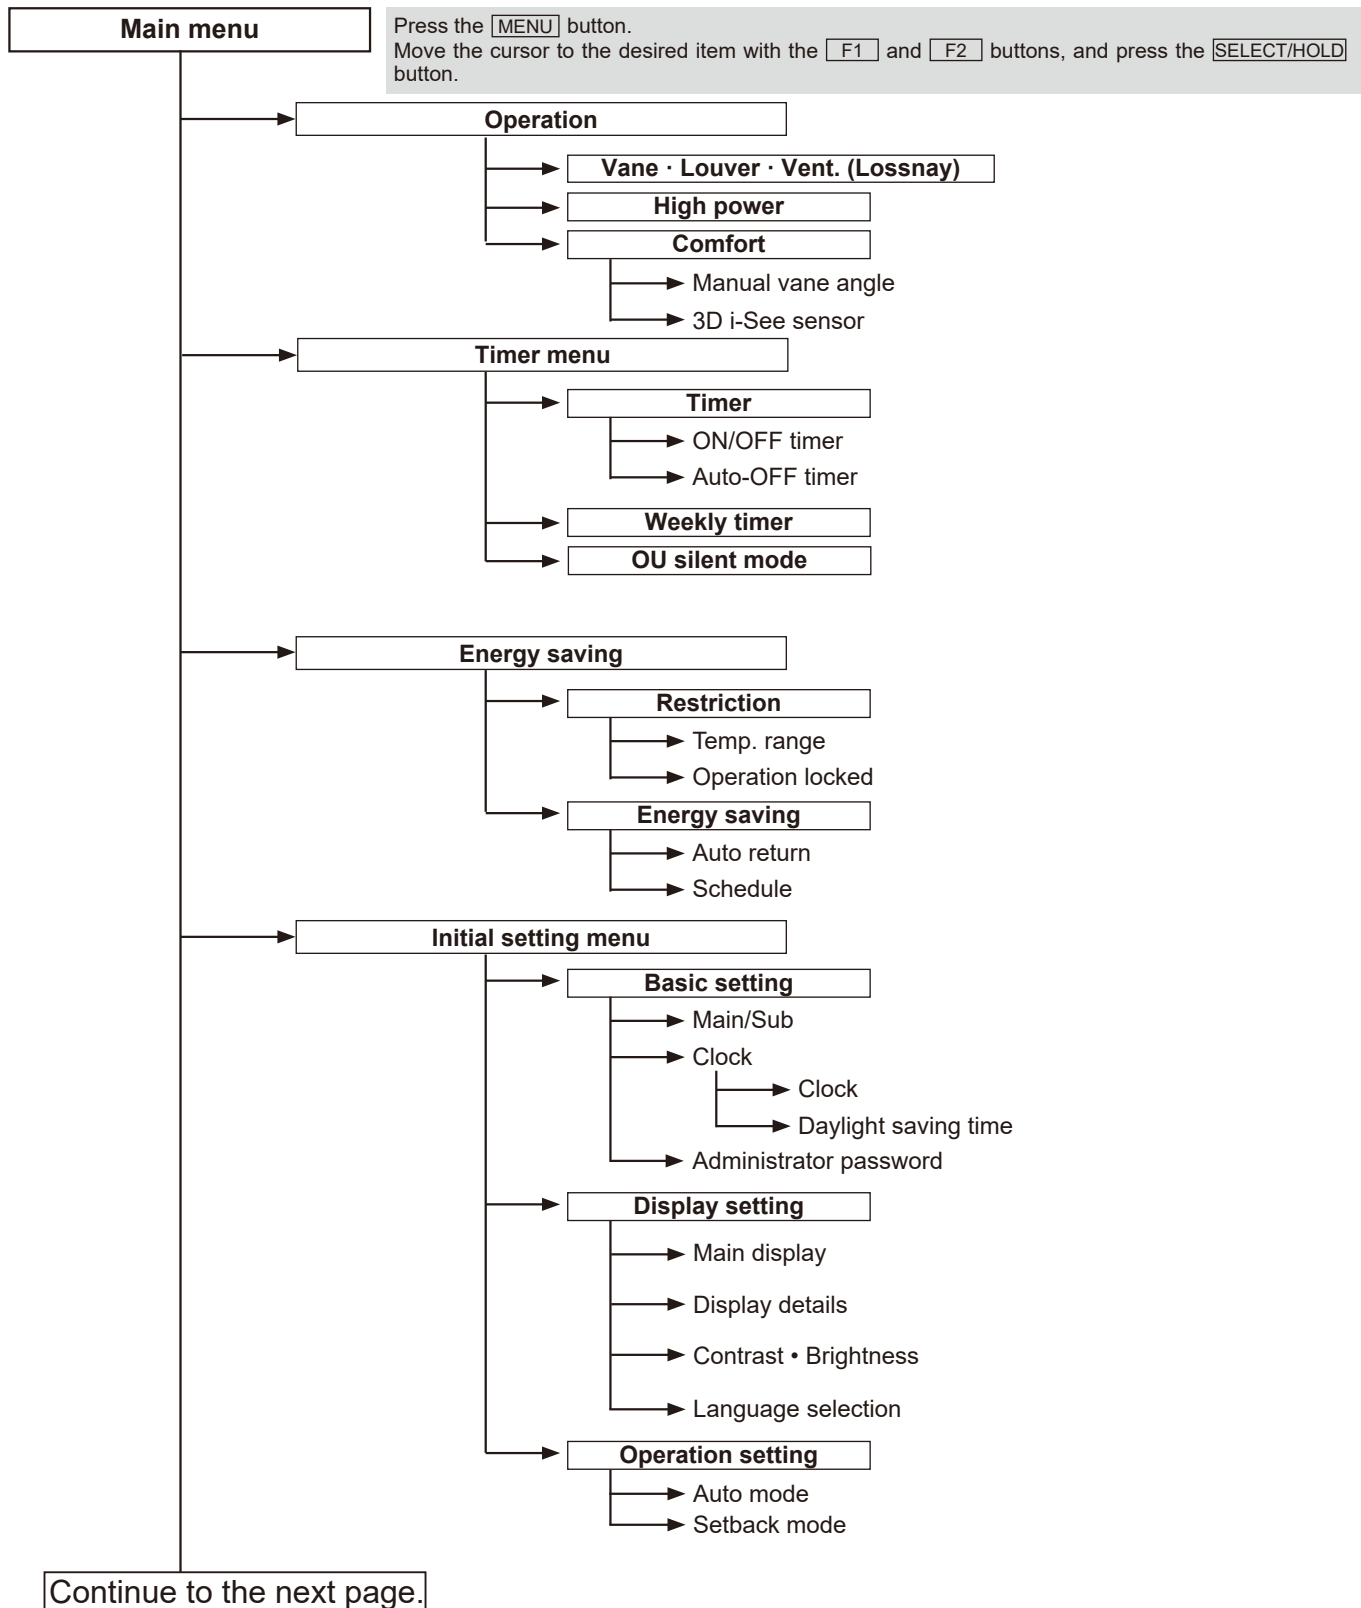 Main menu
Press the MENU button.
Move the cursor to the desired item with the F1 and F2 buttons, and press the SELECT/HOLD
button.
Operation
Vane · Louver · Vent. (Lossnay)
High power
Comfort
Manual vane angle
3D i-See sensor
Timer menu
Timer
ON/OFF timer
Auto-OFF timer
Weekly timer
OU silent mode
Energy saving
Restriction
Temp. range
Operation locked
Energy saving
Auto return
Schedule
Initial setting menu
Basic setting
Main/Sub
Clock
Clock
Daylight saving time
Administrator password
Display setting
Main display
Display details
Contrast • Brightness
Language selection
Operation setting
Auto mode
Setback mode
Continue to the next page.